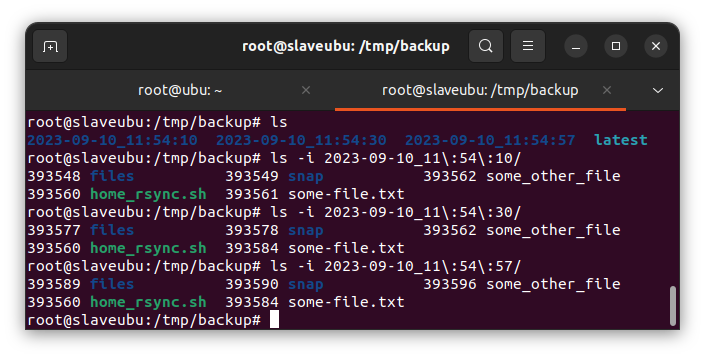 root@slaveubu: /tmp/backup
root@ubu: ~
root@slaveubu: /tmp/backup
root@slaveubu:/tmp/backup# ls
2023-09-10_11:54:10  2023-09-10_11:54:30  2023-09-10_11:54:57  latest
root@slaveubu:/tmp/backup# ls -i 2023-09-10_11\:54\:10/
393548 files          393549 snap           393562 some_other_file
393560 home_rsync.sh  393561 some-file.txt
root@slaveubu:/tmp/backup# ls -i 2023-09-10_11\:54\:30/
393577 files          393578 snap           393562 some_other_file
393560 home_rsync.sh  393584 some-file.txt
root@slaveubu:/tmp/backup# ls -i 2023-09-10_11\:54\:57/
393589 files          393590 snap           393596 some_other_file
393560 home_rsync.sh  393584 some-file.txt
root@slaveubu:/tmp/backup#